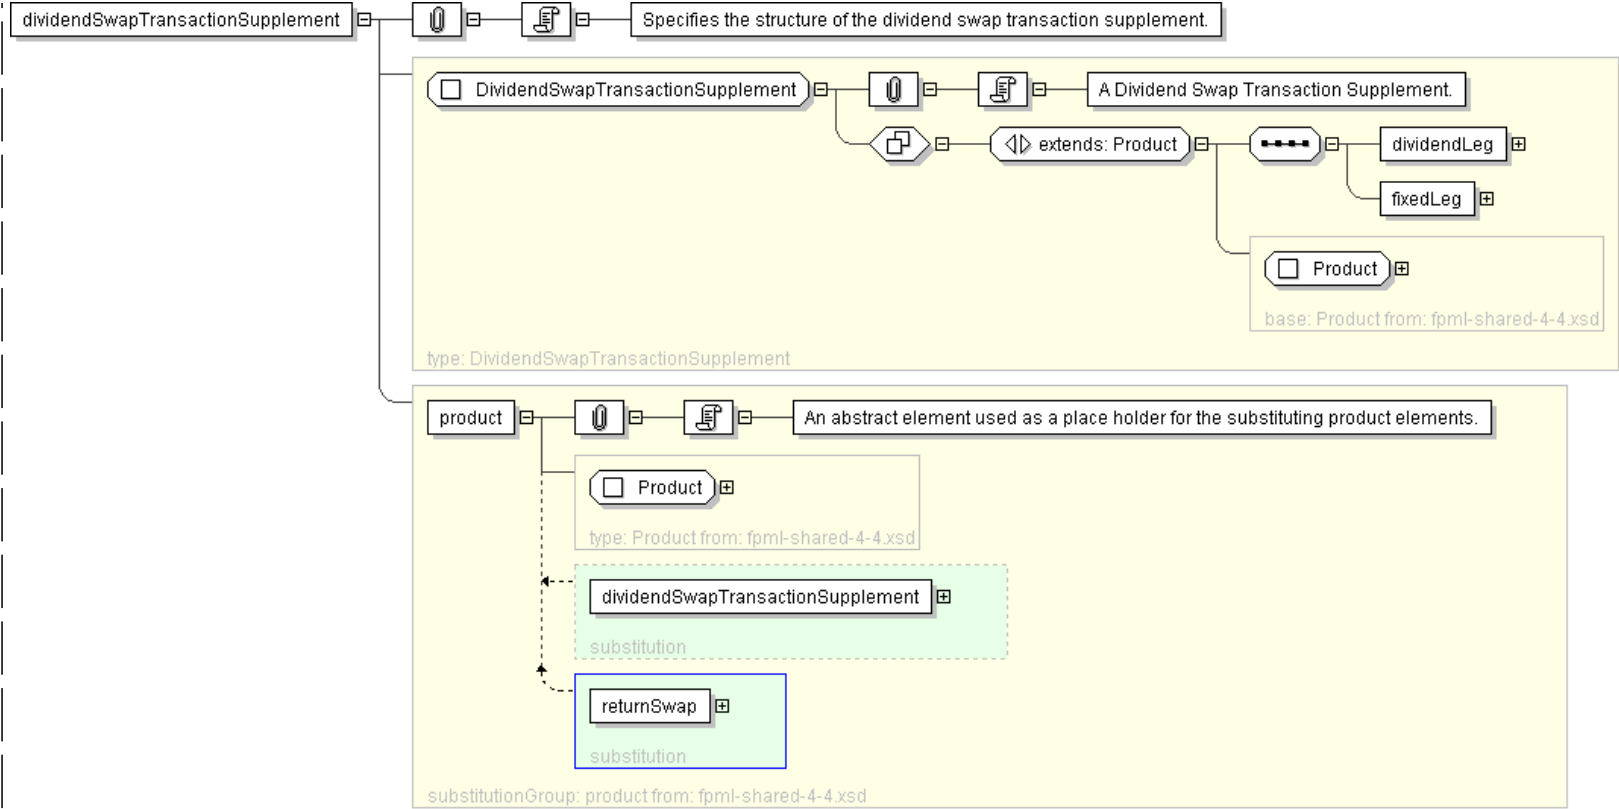 dividendSwapTransactionSupplement
Specifies the structure of the dividend swap transaction supplement.
DividendSwapTransactionSupplement
A Dividend Swap Transaction Supplement.
extends: Product
dividendLeg
fixedLeg
Product
base: Product from: fpml-shared-4-4.xsd
type: DividendSwapTransactionSupplement
product
An abstract element used as a place holder for the substituting product elements.
Product
type: Product from: fpml-shared-4-4.xsd
dividendSwapTransactionSupplement
substitution
returnSwap
substitution
substitutionGroup: product from: fpml-shared-4-4.xsd